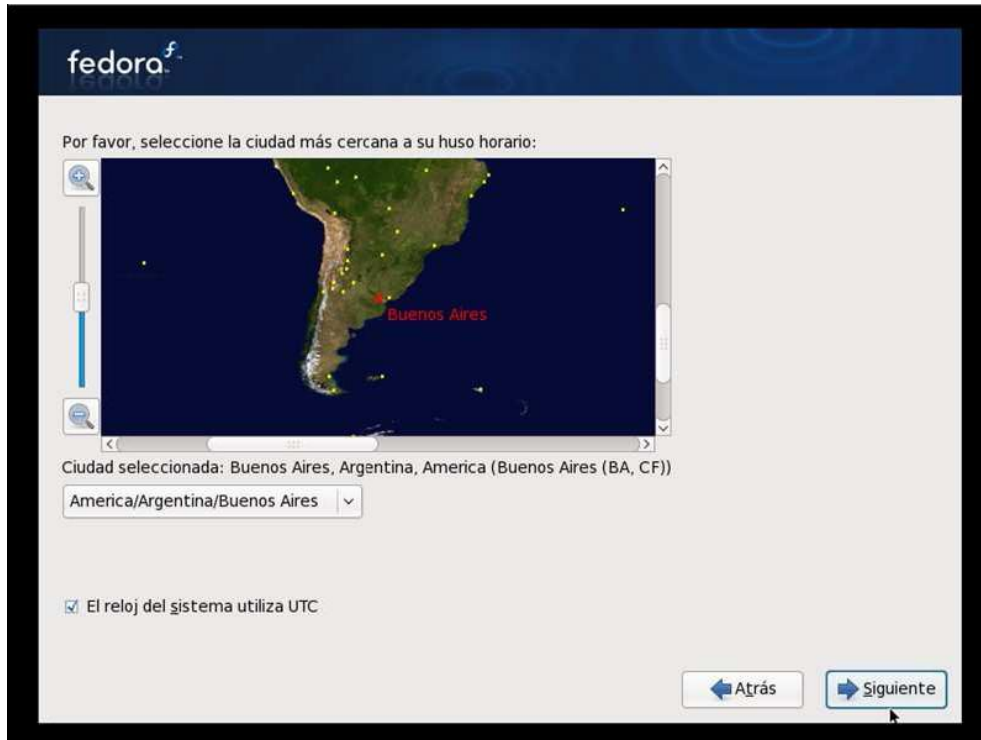 fedora
Por favor, seleccione la ciudad más cercana a su huso horario:
Buenos Aires
Ciudad seleccionada: Buenos Aires, Argentina, America (Buenos Aires (BA, CF))
America/Argentina/Buenos Aires
El reloj del sistema utiliza UTC
Atrás
Siguiente